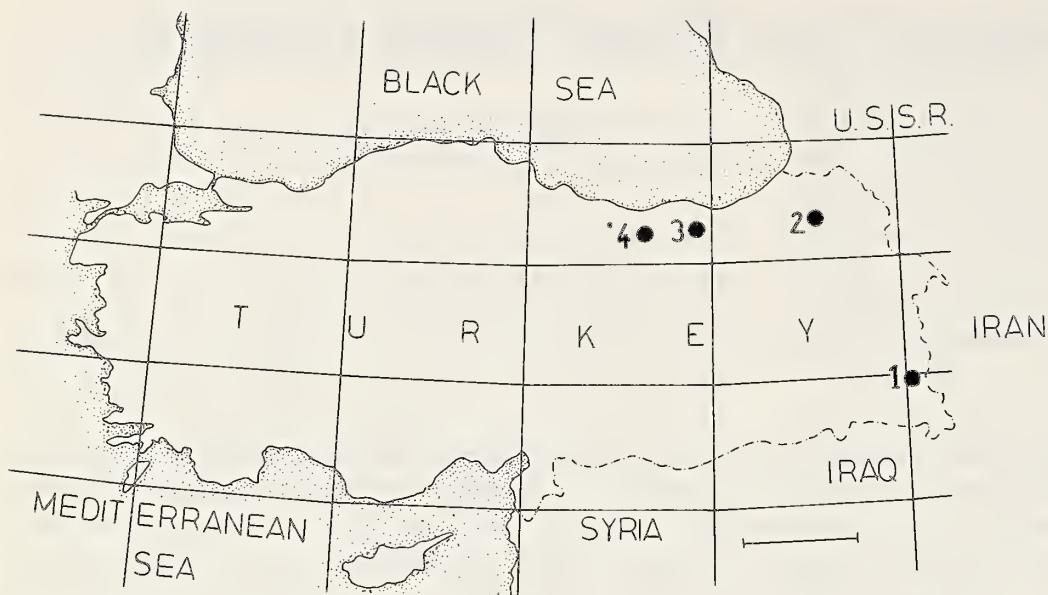 BLACK SEA
U.S.S.R.
4 3 2
T U R K E Y
IRAN
1
IRAQ
MEDITERRANEAN
SEA
SYRIA